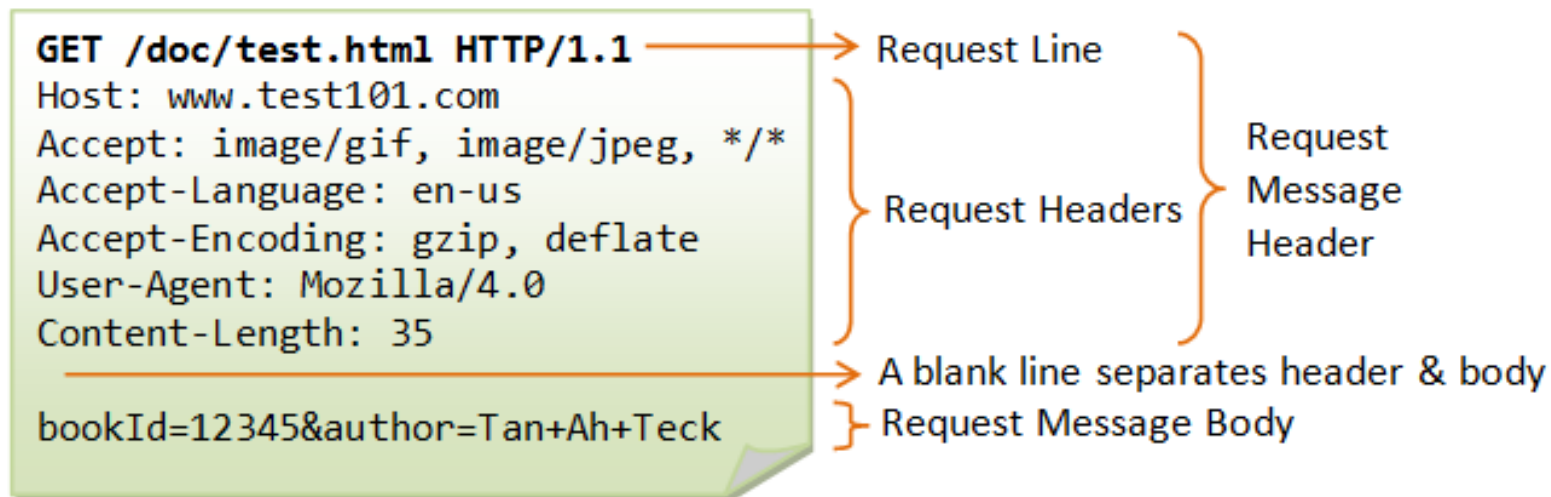 GET /doc/test.html HTTP/1.1
Host: www.test101.com
Accept: image/gif, image/jpeg, */*
Accept-Language: en-us
Accept-Encoding: gzip, deflate
User-Agent: Mozilla/4.0
Content-Length: 35
bookId=12345&author=Tan+Ah+Teck
Request Line
Request Headers
Request
Message
Header
A blank line separates header & body
Request Message Body